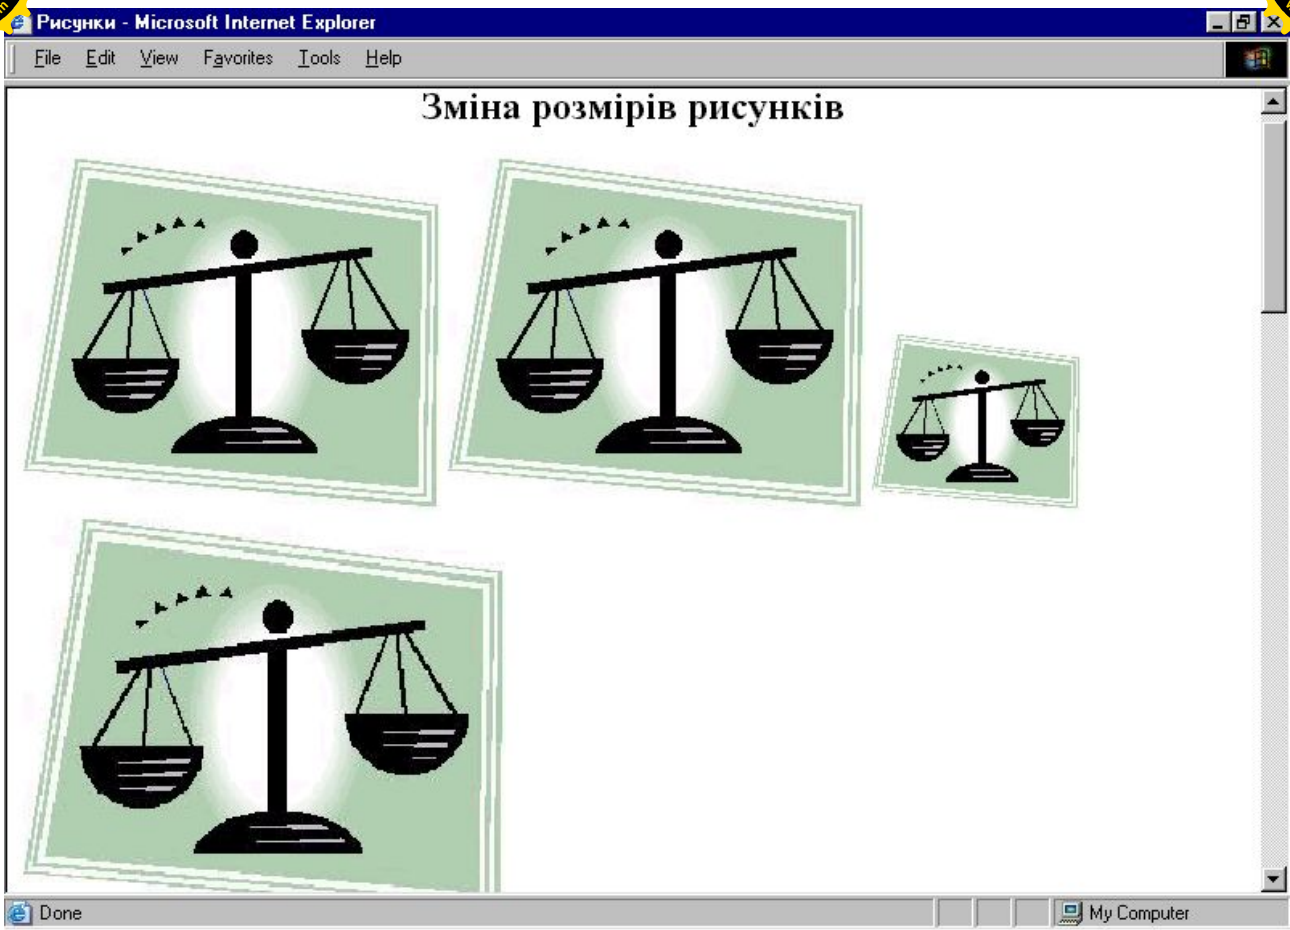 Рисунки - Microsoft Internet Explorer
File Edit View Favorites Tools Help
Зміна розмірів рисунків
Done
My Computer